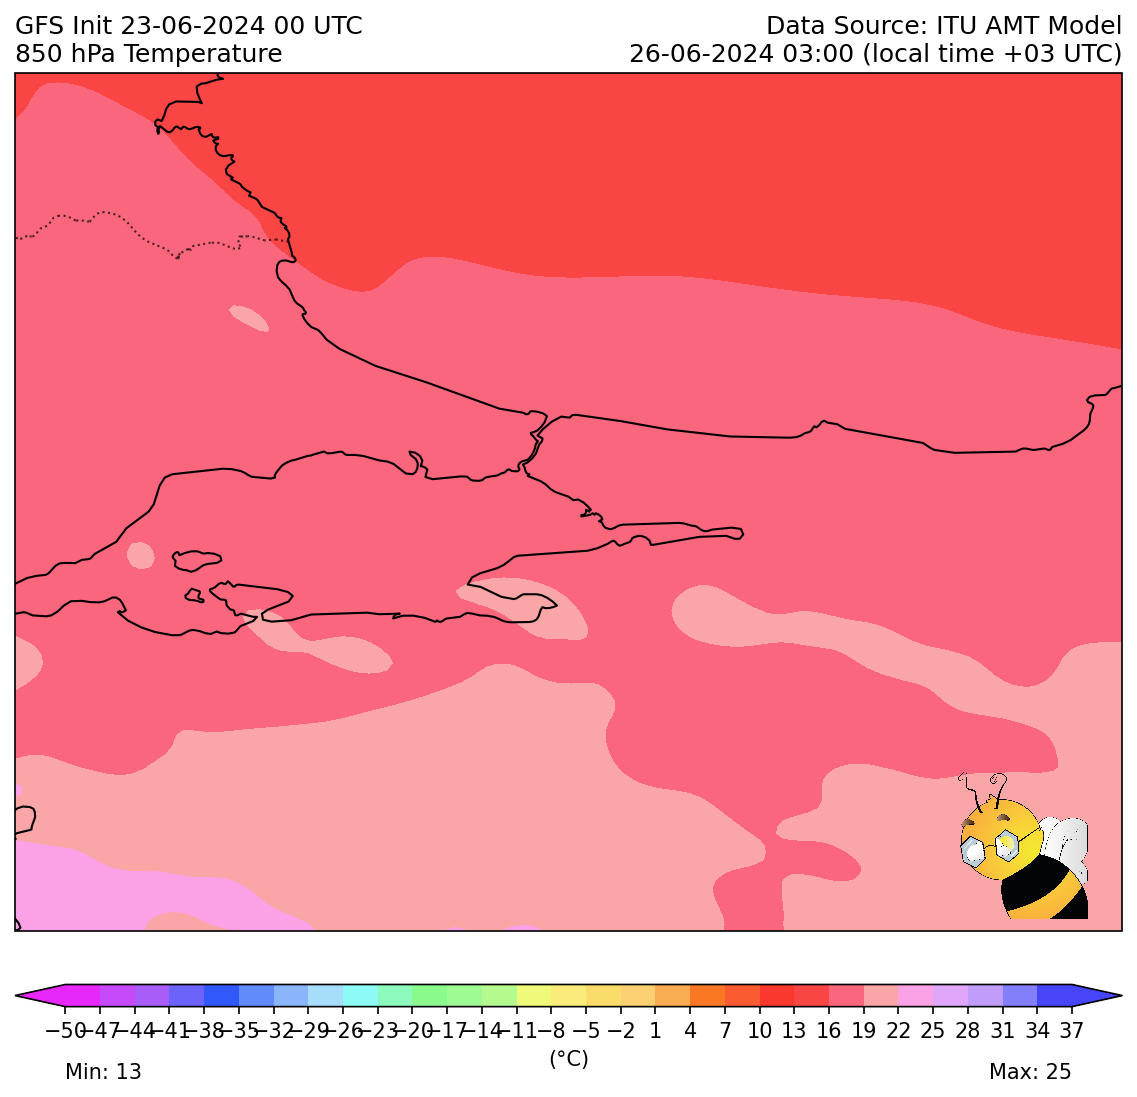 GFS Init 23-06-2024 00 UTC
Data Source: ITU AMT Model
850 hPa Temperature
26-06-2024 03:00 (local time +03 UTC)
−50 −47 −44 −41 −38 −35 −32 −29 −26 −23 −20 −17 −14 −11 −8 −5 −2 1 4 7 10 13 16 19 22 25 28 31 34 37
(°C)
Min: 13
Max: 25